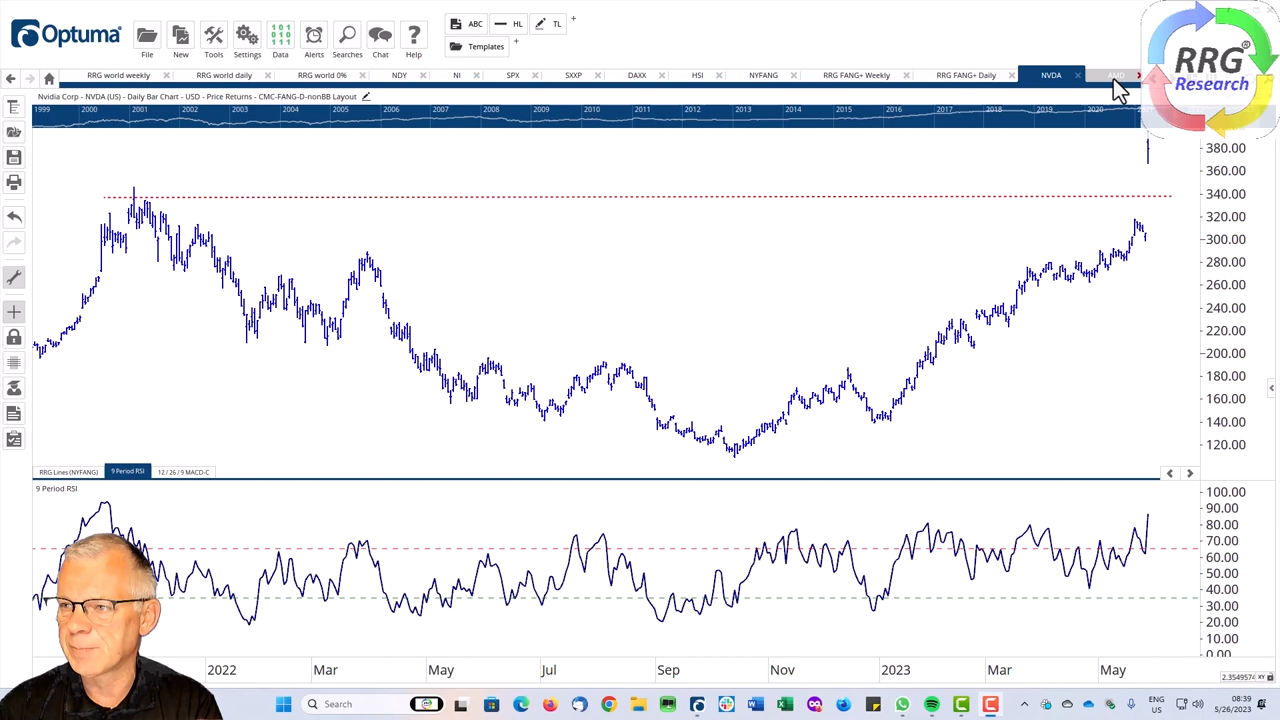 Optuma®
File
New
Tools
Settings
Data
Alerts
Searches
Chat
Help
ABC
HL
TL
+
Templates
+
RRG®
Research
RRG world weekly
RRG world daily
RRG world 0%
NDY
NI
SPX
SXXP
DAXX
HSI
NYFANG
RRG FANG+ Weekly
RRG FANG+ Daily
NVDA
AMD
Nvidia Corp - NVDA (US) - Daily Bar Chart - USD - Price Returns - CMC-FANG-D-nonBB Layout
1999 2000 2001 2002 2003 2004 2005 2006 2007 2008 2009 2010 2011 2012 2013 2014 2015 2016 2017 2018 2019 2020
380.00
360.00
340.00
320.00
300.00
280.00
260.00
240.00
220.00
200.00
180.00
160.00
140.00
120.00
RRG Lines (NYFANG)
9 Period RSI
12 / 26 / 9 MACD-C
9 Period RSI
100.00
90.00
80.00
70.00
60.00
50.00
40.00
30.00
20.00
10.00
0.00
2022 Mar May Jul Sep Nov 2023 Mar May
2.3549574 XY
Search
ENG
US
08:39
5/26/2023